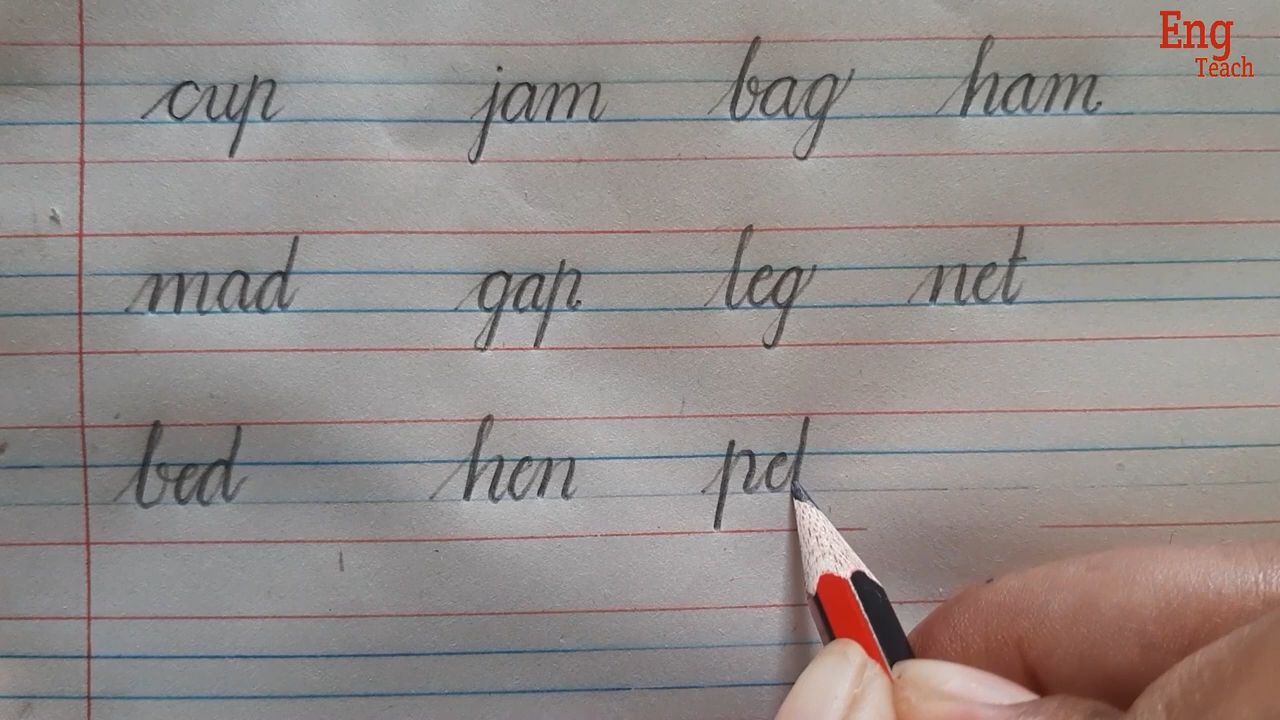 Eng
Teach
cup jam bag ham
mad gap leg net
bed hen